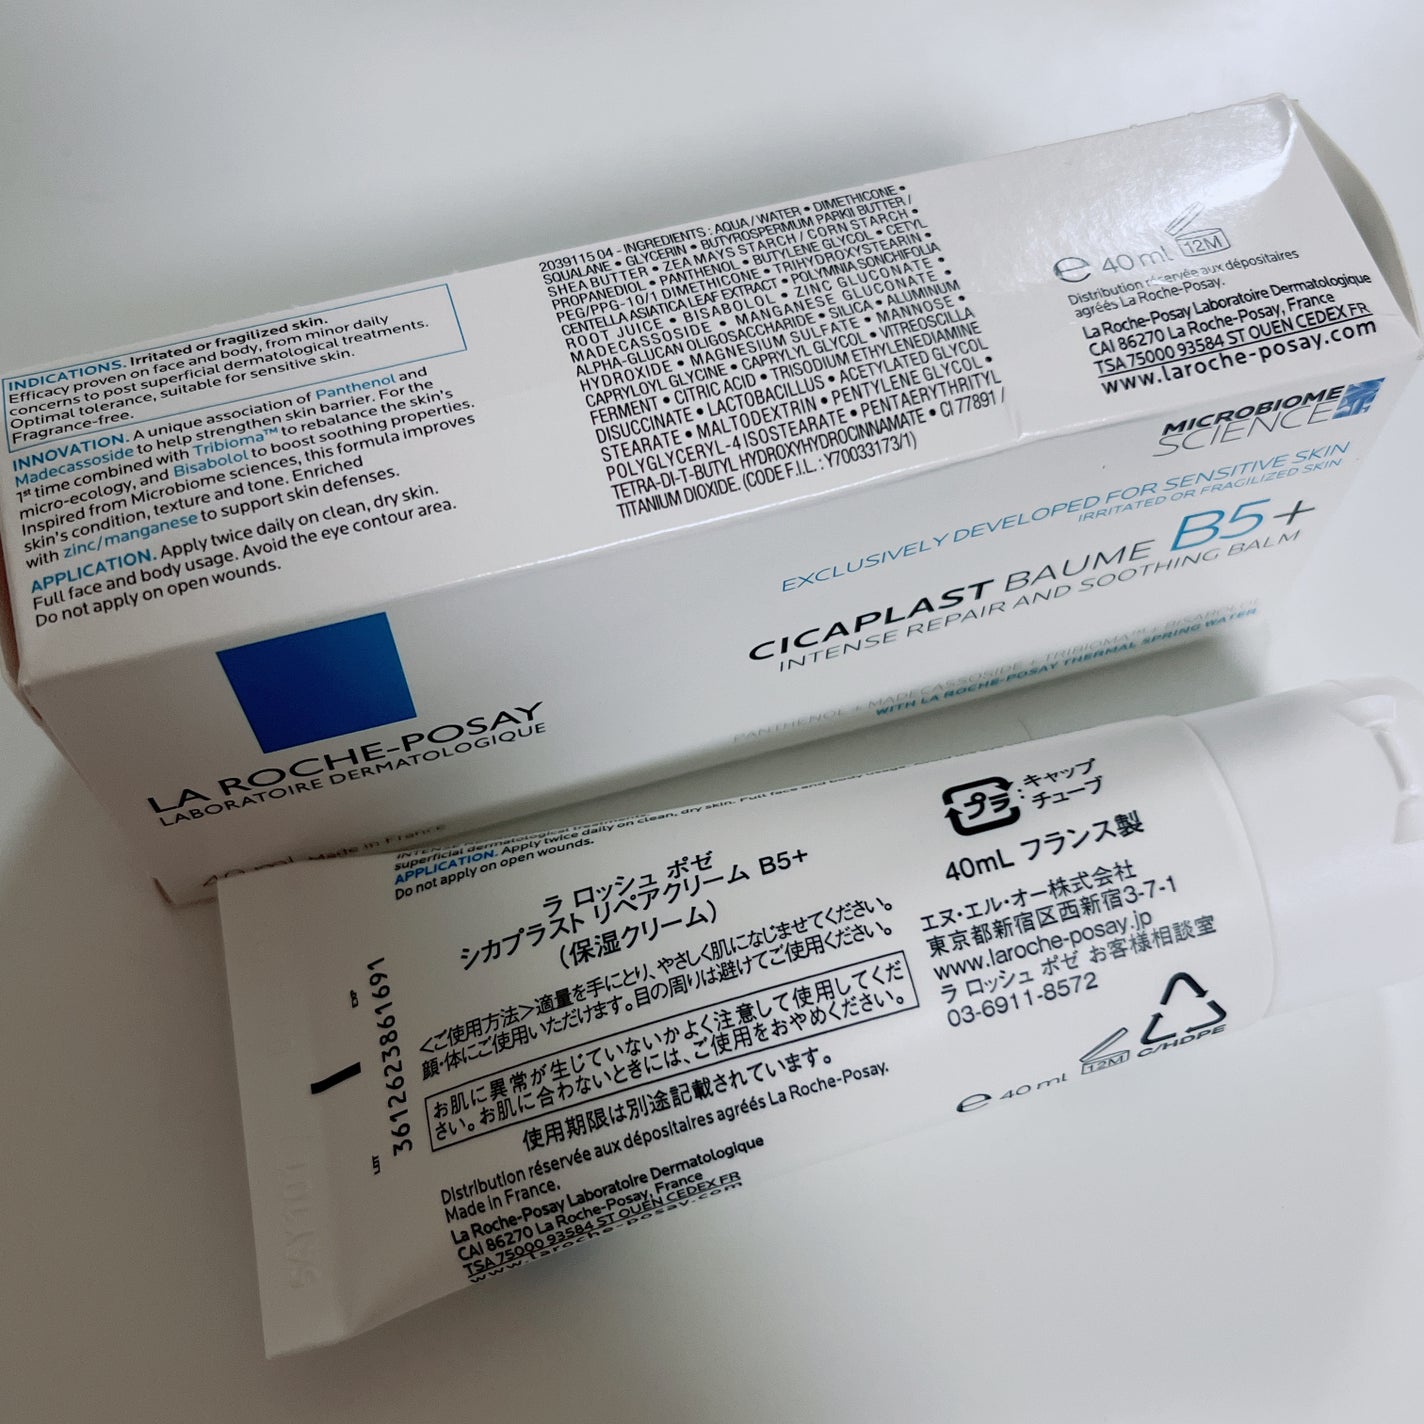 INDICATIONS. Irritated or fragilized skin.
Efficacy proven on face and body, from minor daily
concerns to post superficial dermatological treatments.
Optimal tolerance, suitable for sensitive skin.
Fragrance-free.
INNOVATION. A unique association of Panthenol and
Madecassoside to help strengthen skin barrier. For the
1st time combined with Tribioma™ to rebalance the skin's
micro-ecology, and Bisabolol to boost soothing properties.
Inspired from Microbiome sciences, this formula improves
skin's condition, texture and tone. Enriched
with zinc/manganese to support skin defenses.
APPLICATION. Apply twice daily on clean, dry skin.
Full face and body usage. Avoid the eye contour area.
Do not apply on open wounds.
2039115 04 - INGREDIENTS : AQUA / WATER • DIMETHICONE •
SQUALANE • GLYCERIN • BUTYROSPERMUM PARKII BUTTER /
SHEA BUTTER • ZEA MAYS STARCH / CORN STARCH •
PROPANEDIOL • PANTHENOL • BUTYLENE GLYCOL • CETYL
PEG/PPG-10/1 DIMETHICONE • TRIHYDROXYSTEARIN •
CENTELLA ASIATICA LEAF EXTRACT • POLYMNIA SONCHIFOLIA
ROOT JUICE • BISABOLOL • ZINC GLUCONATE •
MADECASSOSIDE • MANGANESE GLUCONATE •
ALPHA-GLUCAN OLIGOSACCHARIDE • SILICA • ALUMINUM
HYDROXIDE • MAGNESIUM SULFATE • MANNOSE •
CAPRYLOYL GLYCINE • CAPRYLYL GLYCOL • VITREOSCILLA
FERMENT • CITRIC ACID • TRISODIUM ETHYLENEDIAMINE
DISUCCINATE • LACTOBACILLUS • ACETYLATED GLYCOL
STEARATE • MALTODEXTRIN • PENTYLENE GLYCOL •
POLYGLYCERYL-4 ISOSTEARATE • PENTAERYTHRITYL
TETRA-DI-T-BUTYL HYDROXYHYDROCINNAMATE • CI 77891 /
TITANIUM DIOXIDE. (CODE F.I.L. : Y70033173/1)
e 40 ml 12M
Distribution réservée aux dépositaires
agréés La Roche-Posay.
La Roche-Posay Laboratoire Dermatologique
CAI 86270 La Roche-Posay, France
TSA 75000 93584 ST OUEN CEDEX FR
www.laroche-posay.com
MICROBIOME
SCIENCE
EXCLUSIVELY DEVELOPED FOR SENSITIVE SKIN
IRRITATED OR FRAGILIZED SKIN
CICAPLAST BAUME B5+
INTENSE REPAIR AND SOOTHING BALM
PANTHENOL + MADECASSOSIDE + TRIBIOMA™ + BISABOLOL
WITH LA ROCHE-POSAY THERMAL SPRING WATER
LA ROCHE-POSAY
LABORATOIRE DERMATOLOGIQUE
40 ml Made in France
superficial dermatological treatments.
APPLICATION. Apply twice daily on clean, dry skin. Full face and body usage.
Do not apply on open wounds.
ラ ロッシュ ポゼ
シカプラスト リペアクリーム B5+
(保湿クリーム)
<ご使用方法>適量を手にとり、やさしく肌になじませてください。
顔・体にご使用いただけます。目の周りは避けてご使用ください。
お肌に異常が生じていないかよく注意して使用してくだ
さい。お肌に合わないときには、ご使用をおやめください。
使用期限は別途記載されています。
Distribution réservée aux dépositaires agréés La Roche-Posay.
Made in France.
La Roche-Posay Laboratoire Dermatologique
CAI 86270 La Roche-Posay, France
TSA 75000 93584 ST OUEN CEDEX FR
www.laroche-posay.com
EXP
3612623861691
LOT
プラ : キャップ
チューブ
40mL フランス製
エヌ・エル・オー株式会社
東京都新宿区西新宿3-7-1
www.laroche-posay.jp
ラ ロッシュ ポゼ お客様相談室
03-6911-8572
C/HDPE
e 40 ml 12M